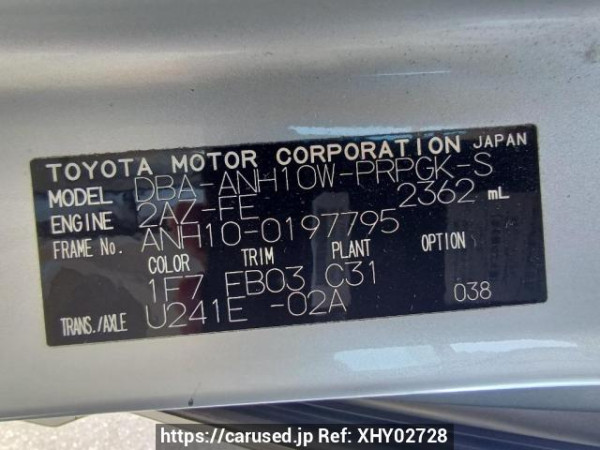 TOYOTA MOTOR CORPORATION JAPAN
MODEL DBA-ANH10W-PRPGK-S
ENGINE 2AZ-FE 2362 mL
FRAME No. ANH10-0197795
COLOR TRIM PLANT OPTION
1F7 FB03 C31
TRANS./AXLE U241E -02A 038
https://carused.jp Ref: XHY02728